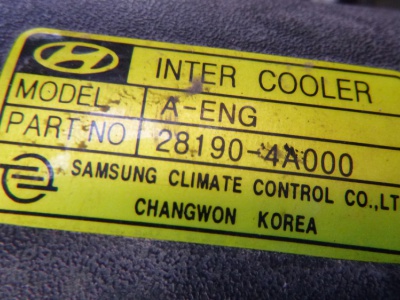 INTER COOLER
MODEL A-ENG
PART NO 28190-4A000
SAMSUNG CLIMATE CONTROL CO.,LT
CHANGWON KOREA